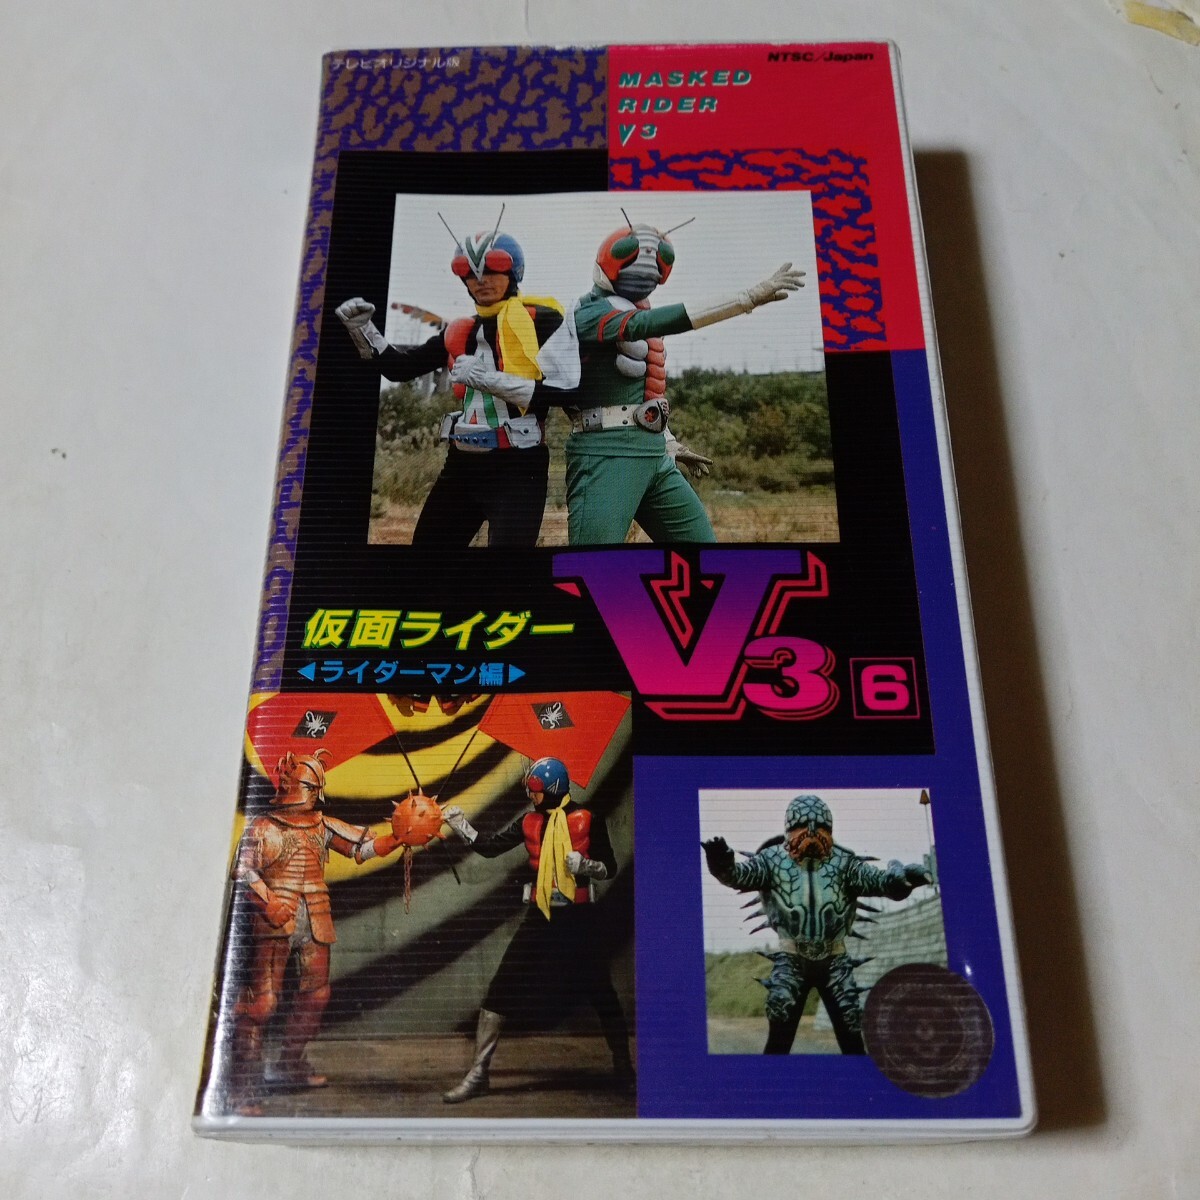 テレビオリジナル版
NTSC/Japan
MASKED
RIDER
V3
仮面ライダー
V3 6
◀ライダーマン編▶